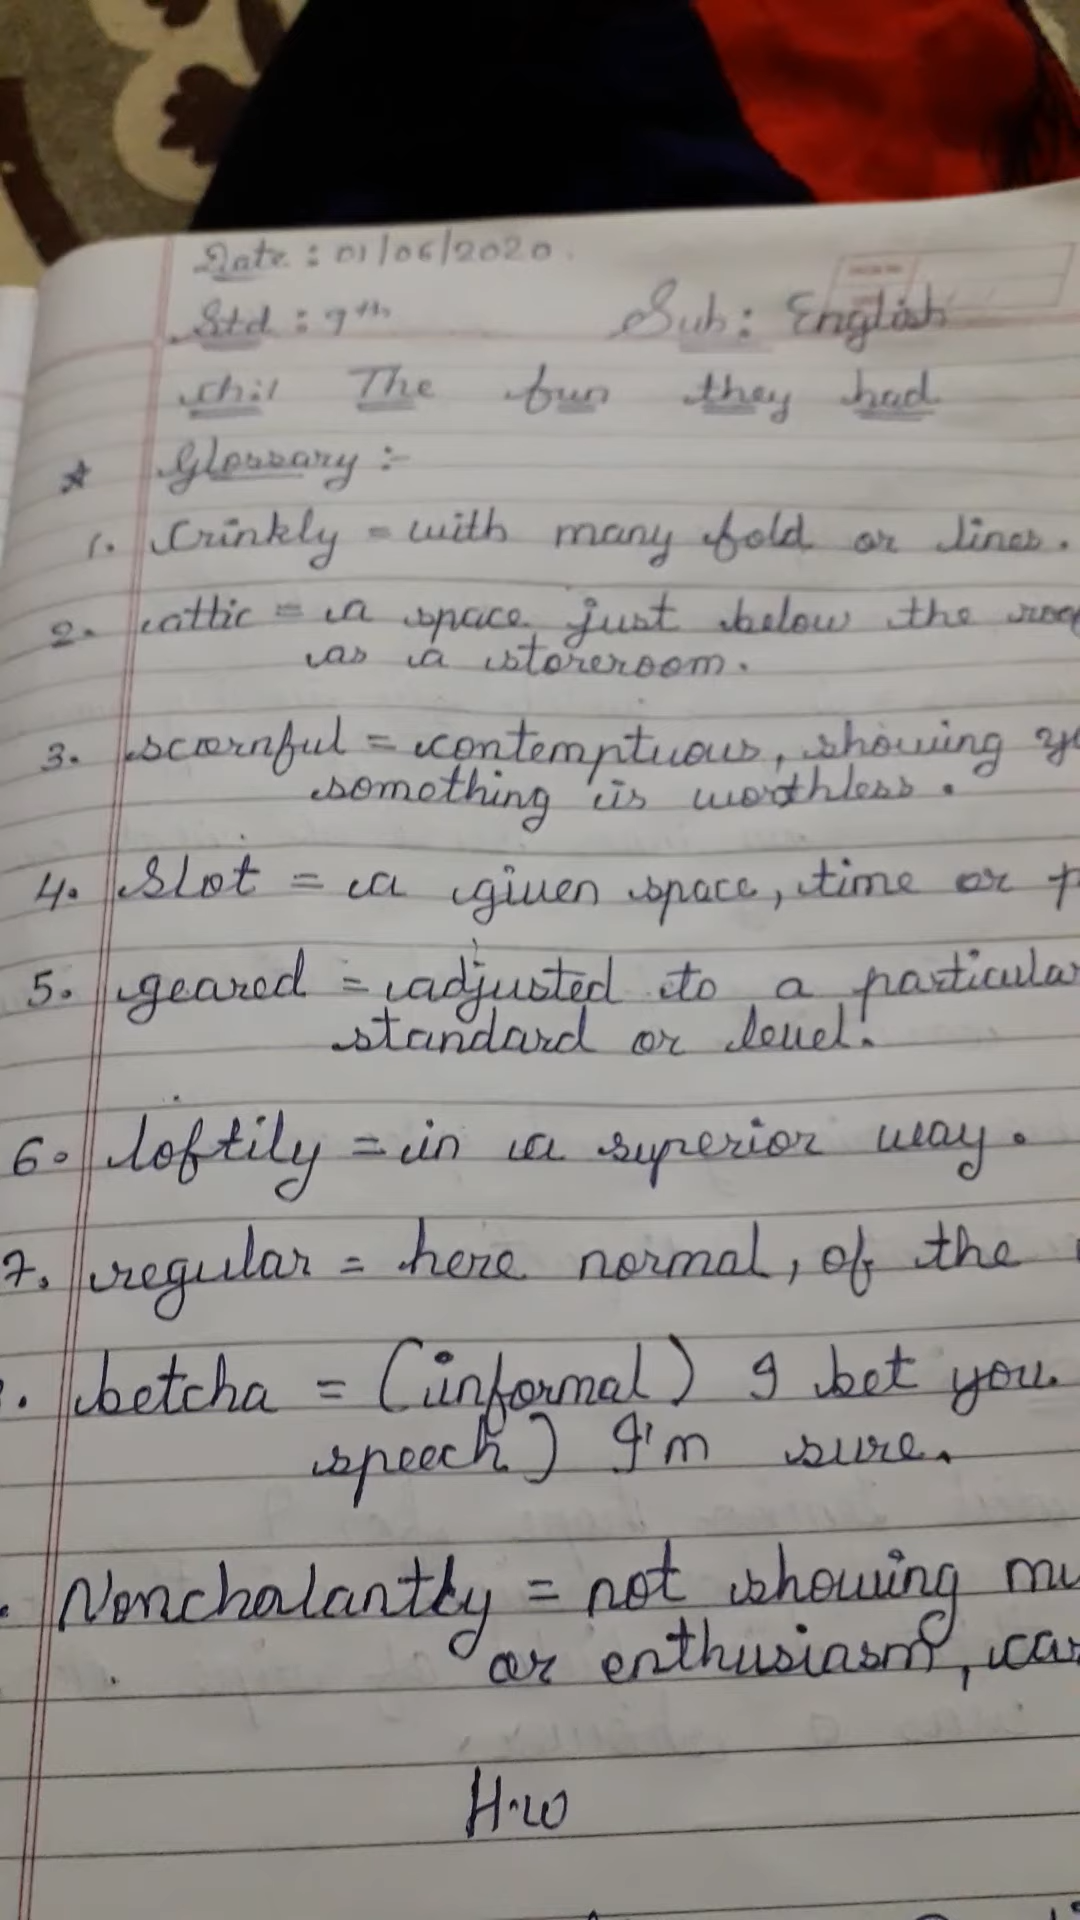 Date : 01/06/2020.
Std : 9th Sub : English
The fun they had
Glossary :-
1. Crinkly = with many fold or lines.
2. attic = a space just below the
as a storeroom.
3. scornful = contemptuous, showing
something is worthless.
4. Slot = a given space, time or
5. geared = adjusted to a particular
standard or level.
6. loftily = in a superior way.
7. regular = here normal, of the
. betcha = (informal) I bet you.
speech) I'm sure.
. Nonchalantly = not showing
or enthusiasm,
H.W